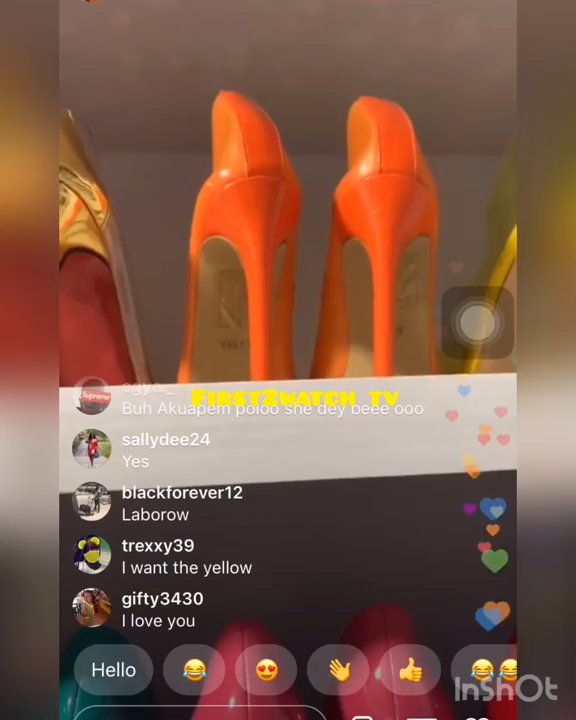 Supreme
First2watch tv
Buh Akuapem poloo she dey beee ooo
sallydee24
Yes
blackforever12
Laborow
trexxy39
I want the yellow
gifty3430
I love you
Hello
InShOt